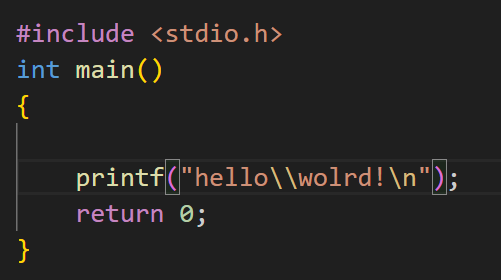 #include <stdio.h>
int main()
{
printf("hello\\wolrd!\n");
return 0;
}